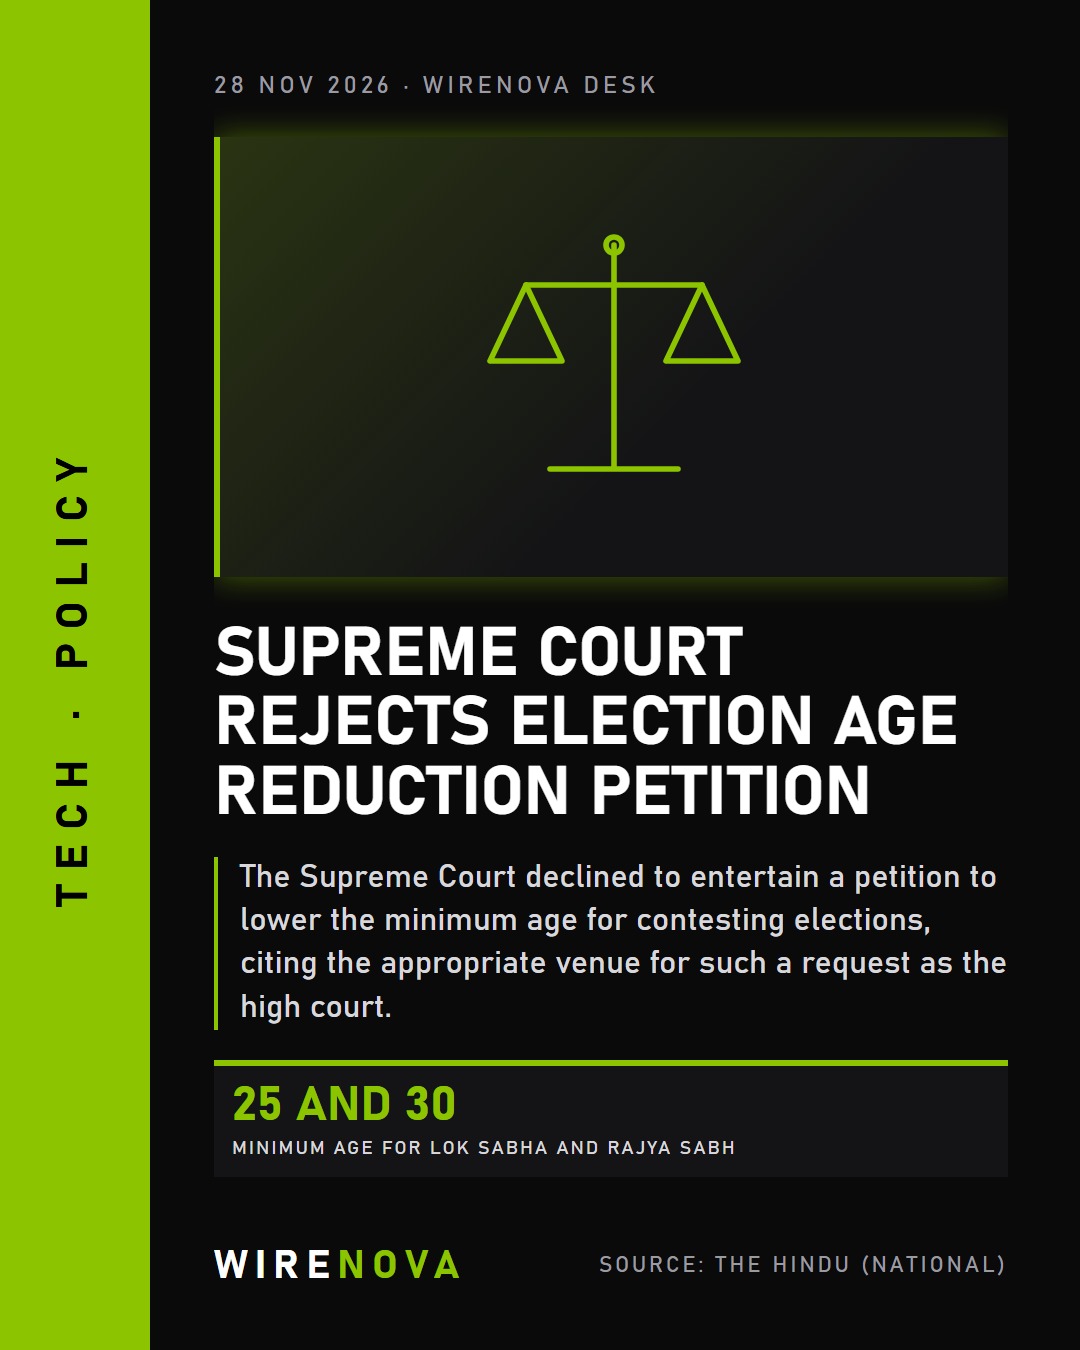 28 NOV 2026 · WIRENOVA DESK
TECH · POLICY
SUPREME COURT
REJECTS ELECTION AGE
REDUCTION PETITION
The Supreme Court declined to entertain a petition to
lower the minimum age for contesting elections,
citing the appropriate venue for such a request as the
high court.
25 AND 30
MINIMUM AGE FOR LOK SABHA AND RAJYA SABH
WIRENOVA
SOURCE: THE HINDU (NATIONAL)